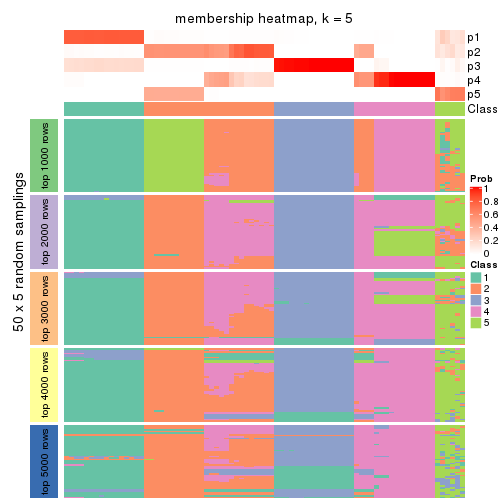 membership heatmap, k = 5
p1
p2
p3
p4
p5
Class
50 x 5 random samplings
top 1000 rows
top 2000 rows
top 3000 rows
top 4000 rows
top 5000 rows
Prob
1
0.8
0.6
0.4
0.2
0
Class
1
2
3
4
5